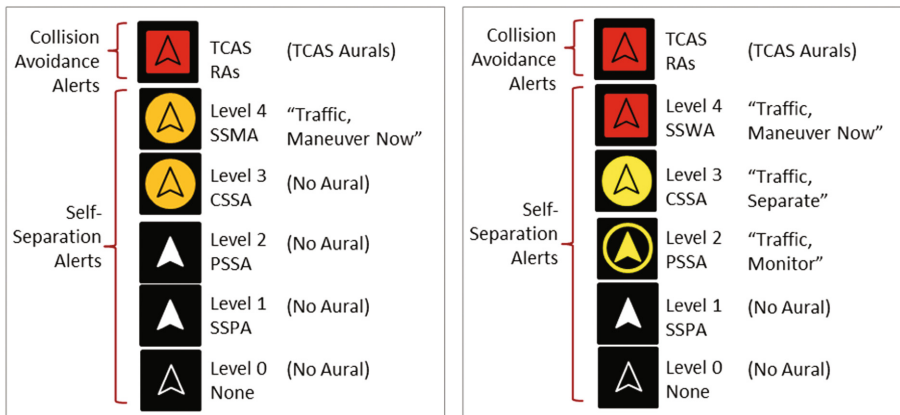 Collision
Avoidance
Alerts
TCAS
RAs
(TCAS Aurals)
Self-
Separation
Alerts
Level 4
SSMA
“Traffic,
Maneuver Now”
Level 3
CSSA
(No Aural)
Level 2
PSSA
(No Aural)
Level 1
SSPA
(No Aural)
Level 0
None
(No Aural)
Collision
Avoidance
Alerts
TCAS
RAs
(TCAS Aurals)
Self-
Separation
Alerts
Level 4
SSWA
“Traffic,
Maneuver Now”
Level 3
CSSA
“Traffic,
Separate”
Level 2
PSSA
“Traffic,
Monitor”
Level 1
SSPA
(No Aural)
Level 0
None
(No Aural)